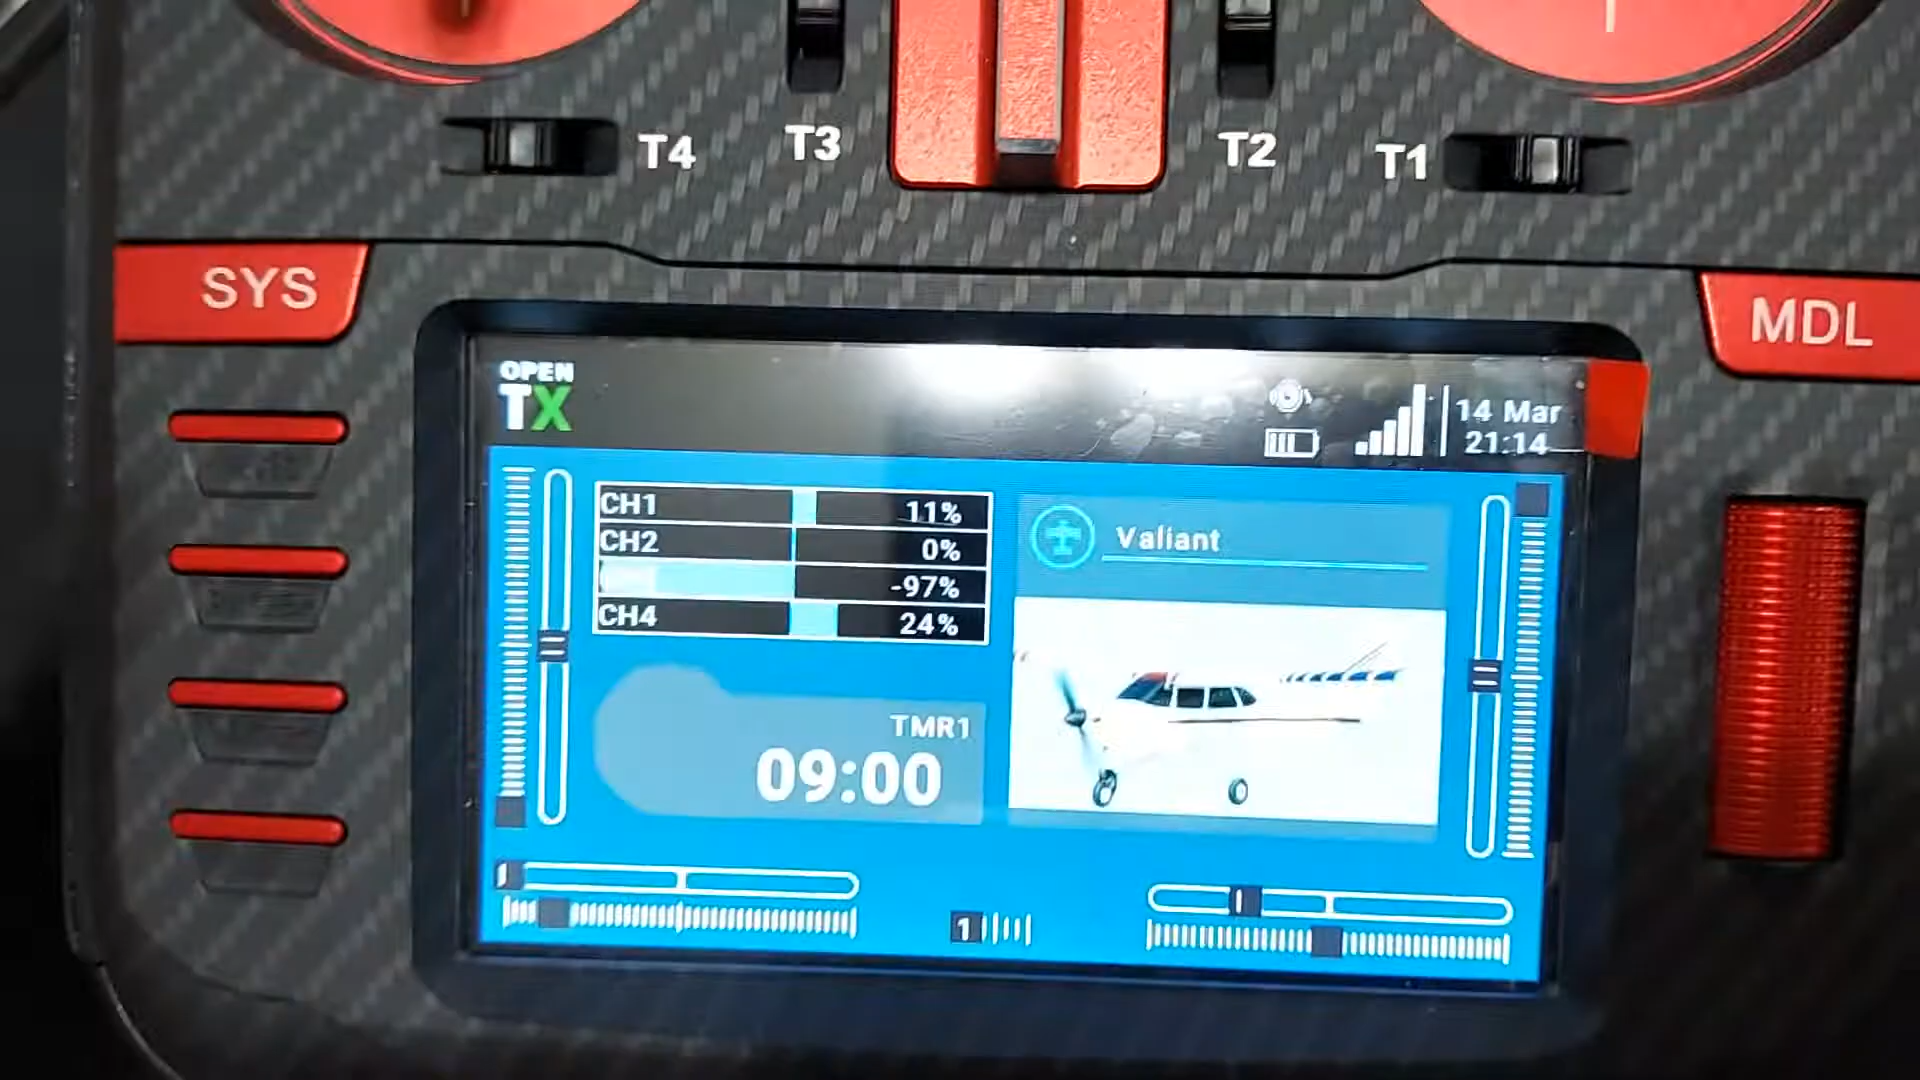 T4
T3
T2
T1
SYS
MDL
OPEN
TX
14 Mar
21:14
CH1 11%
CH2 0%
-97%
CH4 24%
Valiant
TMR1
09:00
1